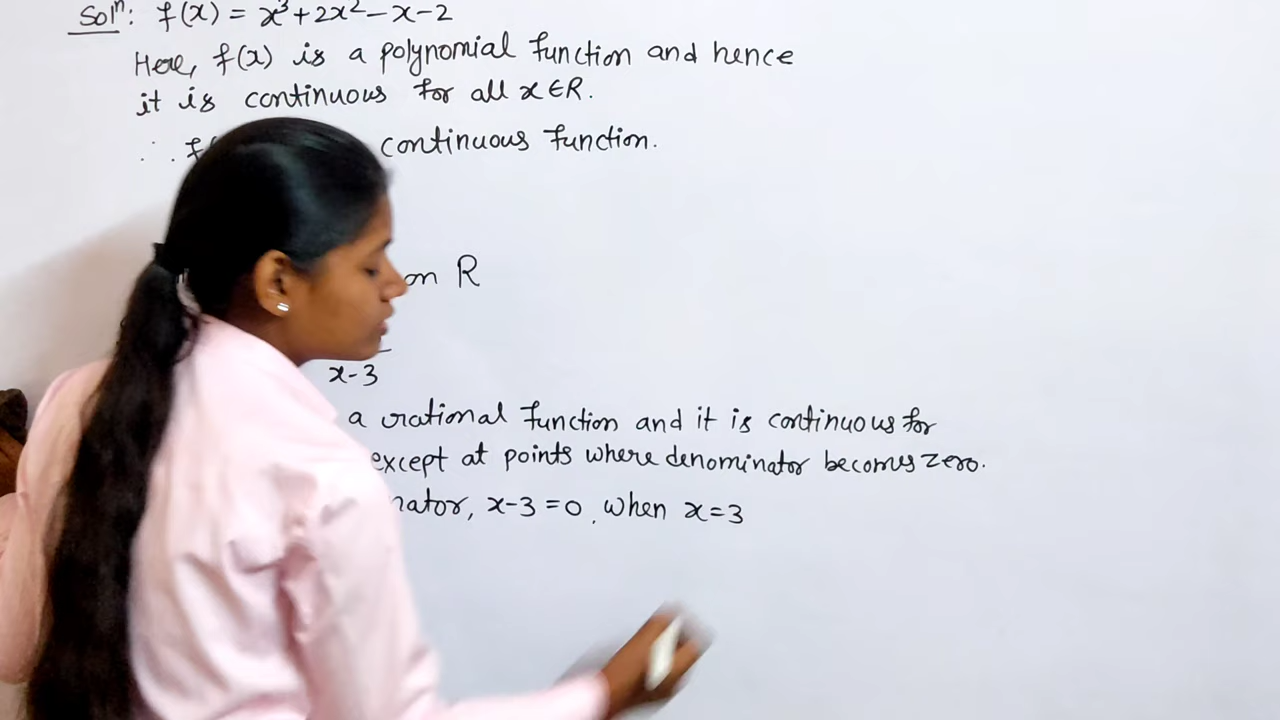 Solⁿ: f(x) = x³+2x²-x-2
Here, f(x) is a polynomial function and hence
it is continuous for all x∈R.
∴ f continuous function.
on R
x-3
a rational function and it is continuous for
except at points where denominator becomes zero.
nator, x-3=0, when x=3